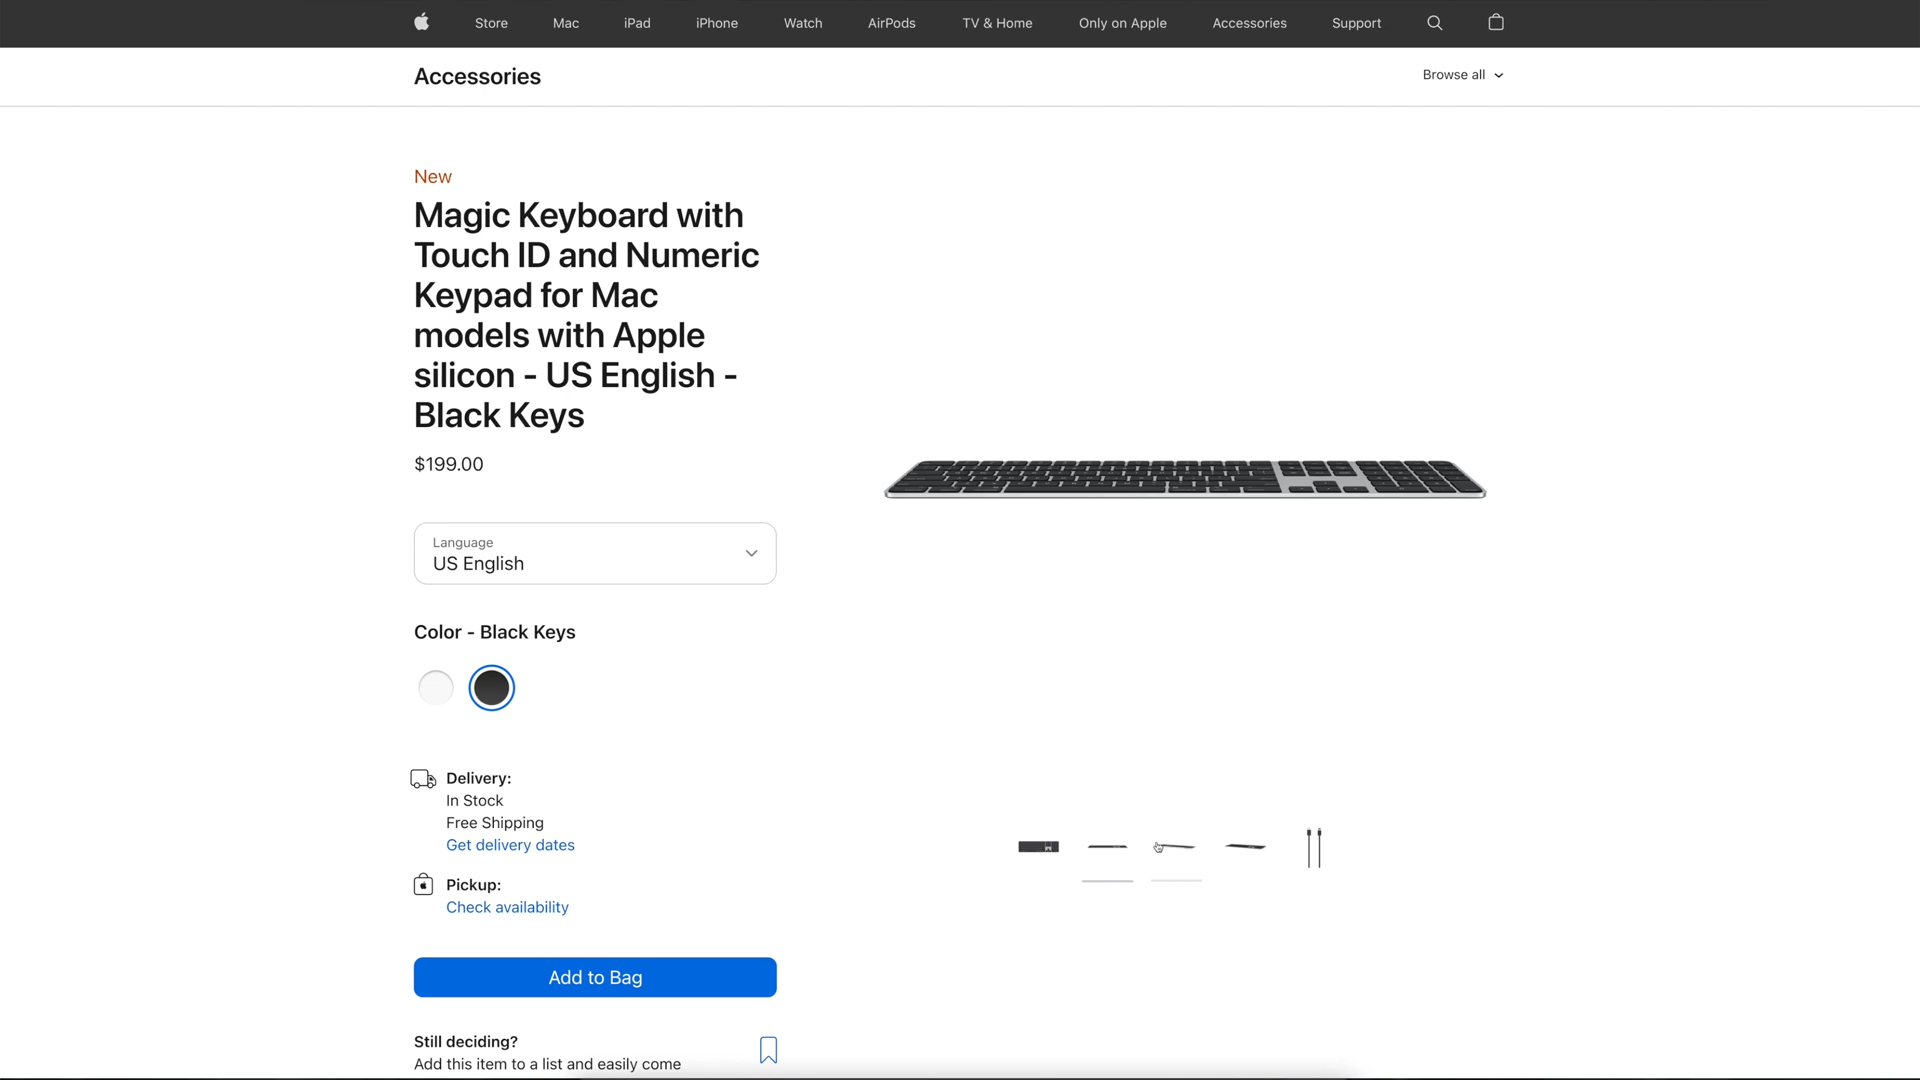 Store Mac iPad iPhone Watch AirPods TV & Home Only on Apple Accessories Support
Accessories
Browse all
New
Magic Keyboard with
Touch ID and Numeric
Keypad for Mac
models with Apple
silicon - US English -
Black Keys
$199.00
Language
US English
Color - Black Keys
Delivery:
In Stock
Free Shipping
Get delivery dates
Pickup:
Check availability
Add to Bag
Still deciding?
Add this item to a list and easily come